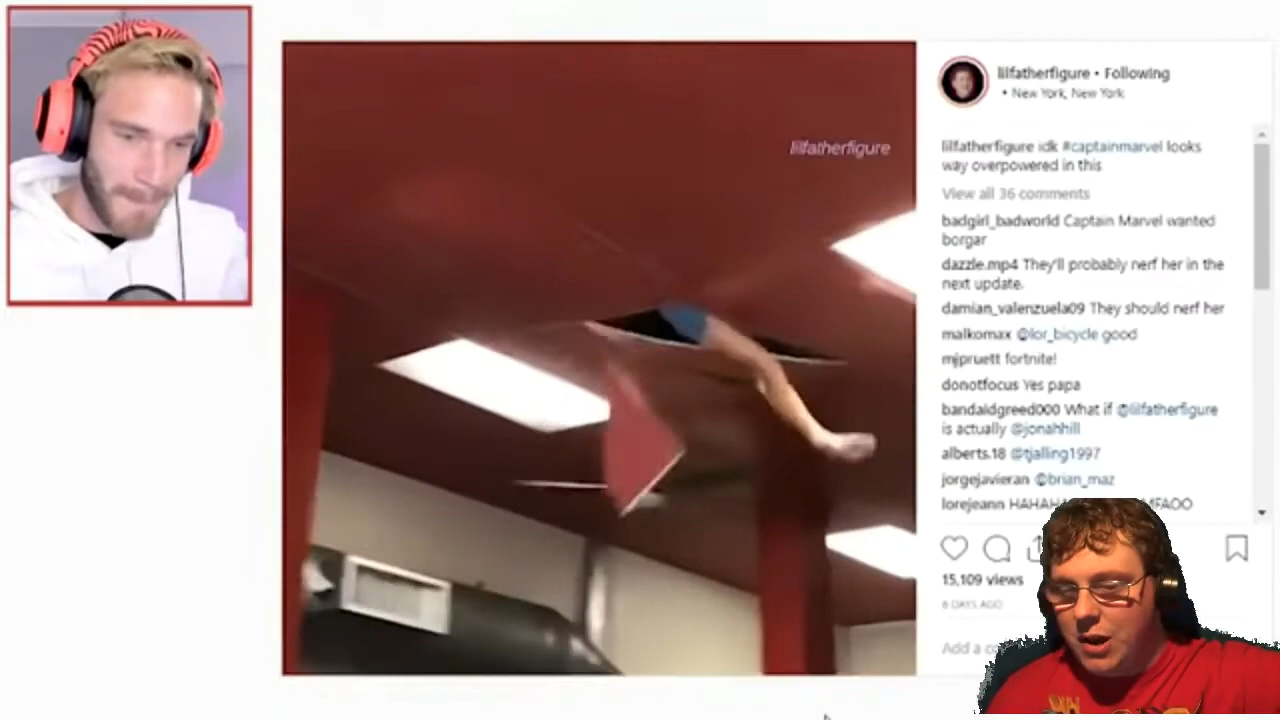 lilfatherfigure
lilfatherfigure • Following
• New York, New York
lilfatherfigure idk #captainmarvel looks
way overpowered in this
View all 36 comments
badgirl_badworld Captain Marvel wanted
borgar
dazzle.mp4 They'll probably nerf her in the
next update.
damian_valenzuela09 They should nerf her
malkomax @lor_bicycle good
mjpruett fortnite!
donotfocus Yes papa
bandaidgreed000 What if @lilfatherfigure
is actually @jonahhill
alberts.18 @tjalling1997
jorgejavieran @brian_maz
lorejeann
15,109 views
6 DAYS AGO
Add a